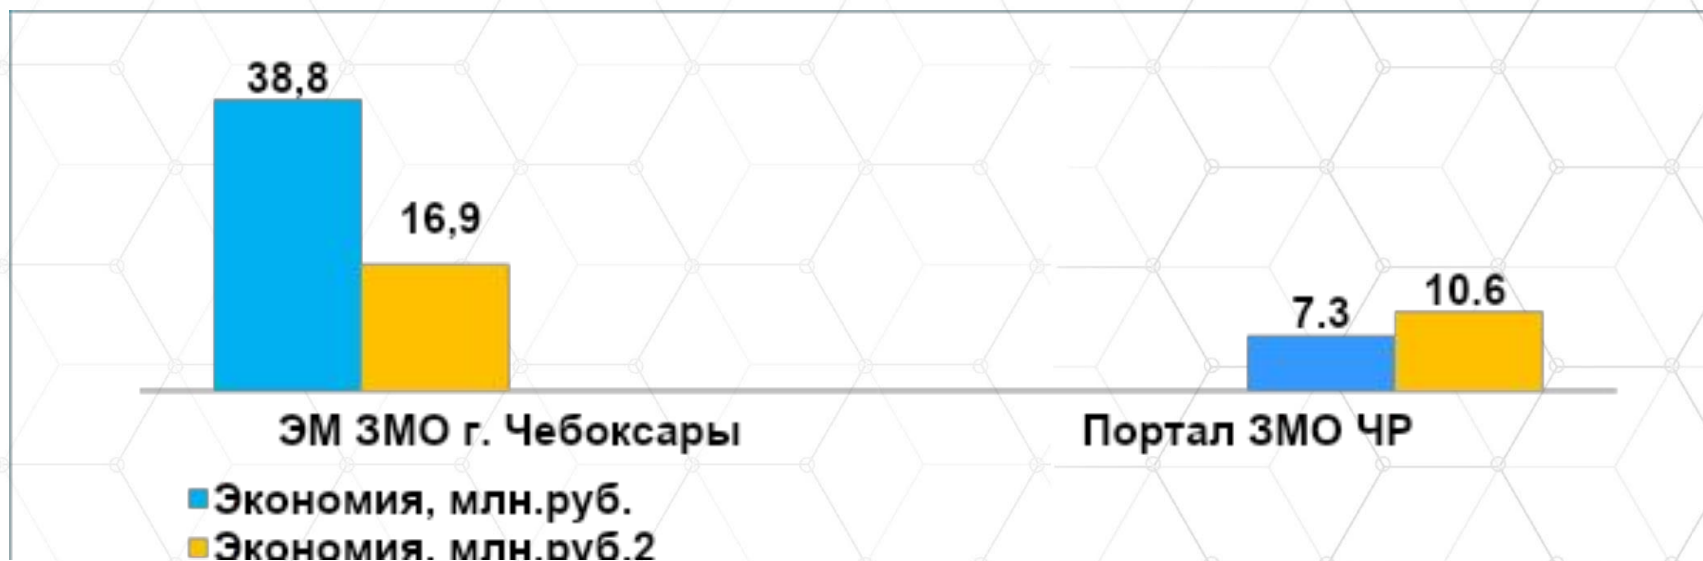 38,8
16,9
7.3
10.6
ЭМ ЗМО г. Чебоксары
Портал ЗМО ЧР
Экономия, млн.руб.
Экономия, млн.руб.2